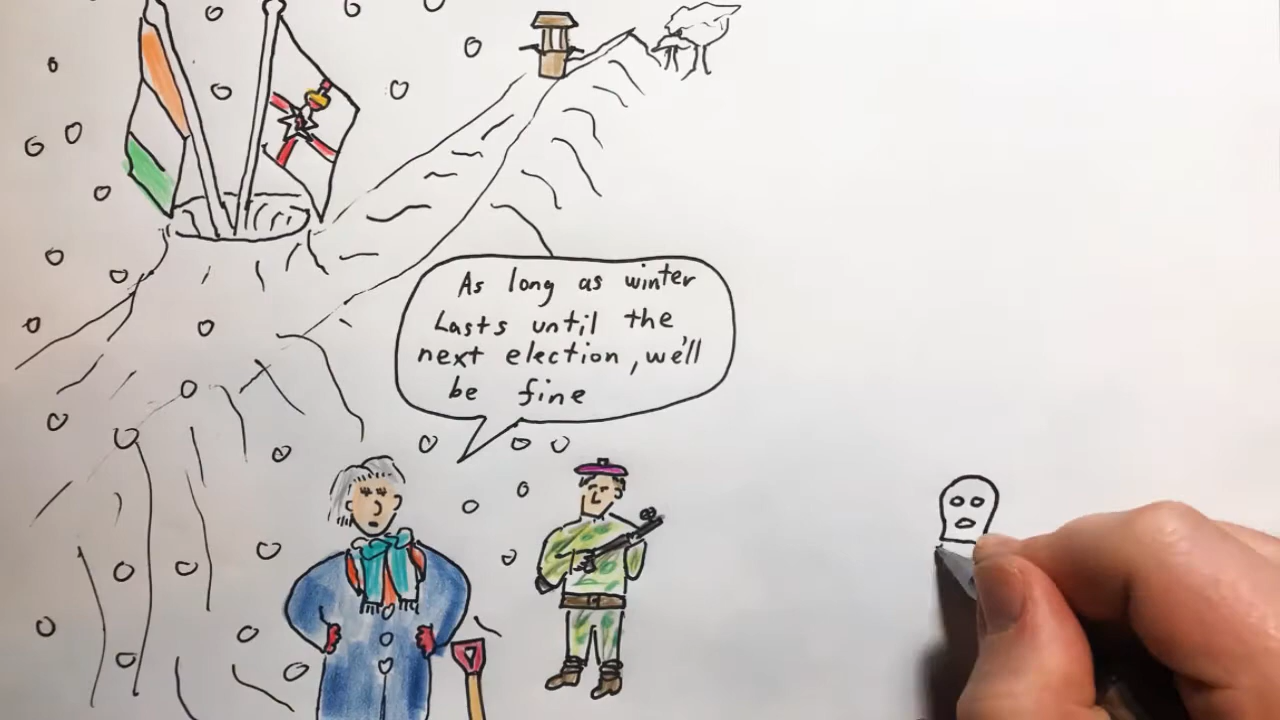 As long as winter
Lasts until the
next election, we'll
be fine